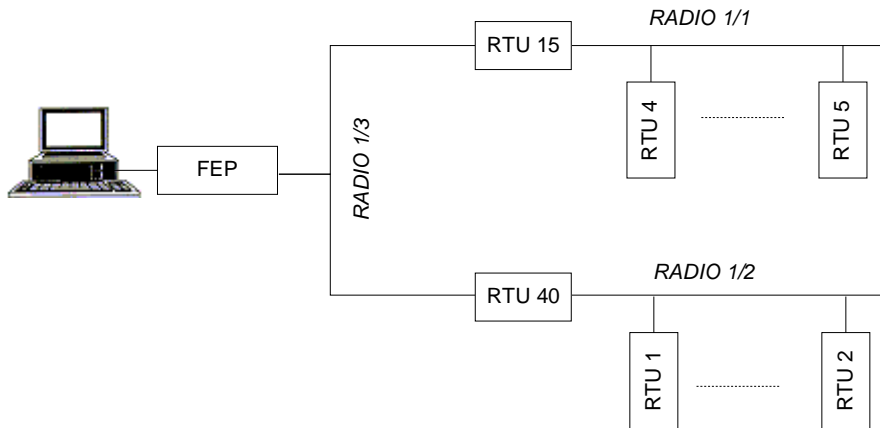 RADIO 1/1
RTU 15
RTU 4
RTU 5
FEP
RADIO 1/3
RADIO 1/2
RTU 40
RTU 1
RTU 2